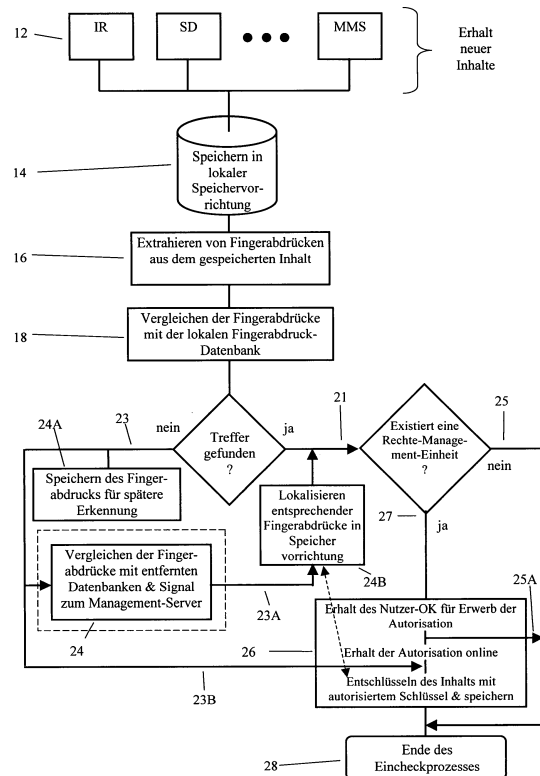 12
IR
SD
MMS
Erhalt
neuer
Inhalte
14
Speichern in
lokaler
Speichervor-
richtung
16
Extrahieren von Fingerabdrücken
aus dem gespeicherten Inhalt
18
Vergleichen der Fingerabdrücke
mit der lokalen Fingerabdruck-
Datenbank
23
nein
Treffer
gefunden
?
ja
21
Existiert eine
Rechte-Manage-
ment-Einheit
?
25
nein
27
ja
24A
Speichern des Finger-
abdrucks für spätere
Erkennung
Lokalisieren
entsprechender
Fingerabdrücke in
Speicher
vorrichtung
24B
Vergleichen der Finger-
abdrücke mit entfernten
Datenbanken & Signal
zum Management-Server
24
23A
23B
25A
26
Erhalt des Nutzer-OK für Erwerb der
Autorisation
Erhalt der Autorisation online
Entschlüsseln des Inhalts mit
autorisiertem Schlüssel & speichern
28
Ende des
Eincheckprozesses